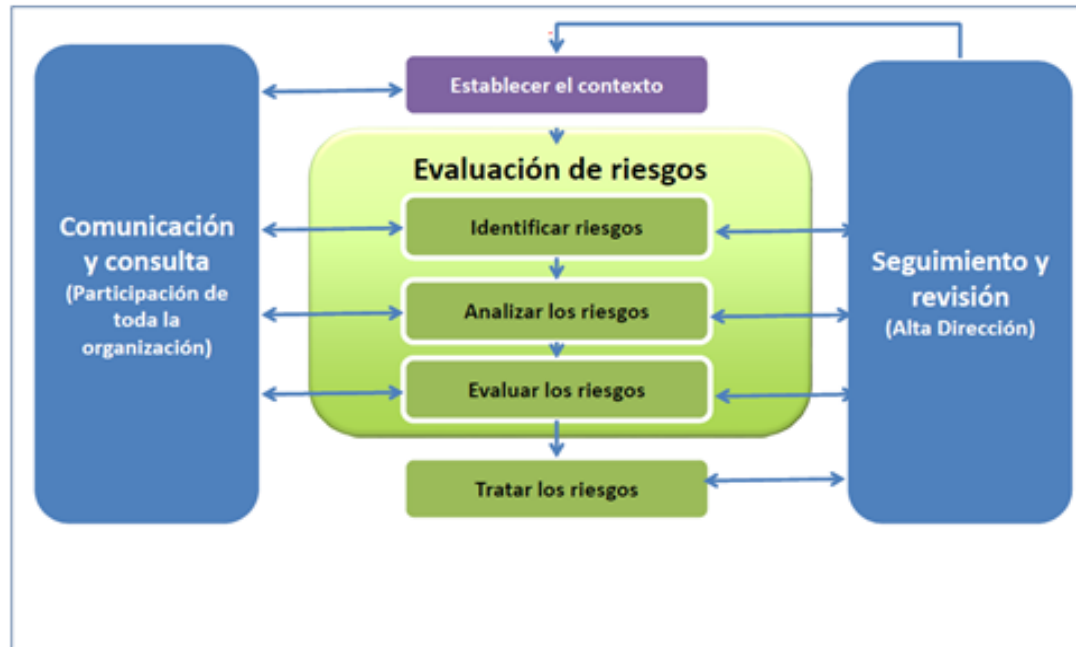 Establecer el contexto
Evaluación de riesgos
Identificar riesgos
Analizar los riesgos
Evaluar los riesgos
Tratar los riesgos
Comunicación
y consulta
(Participación de
toda la
organización)
Seguimiento y
revisión
(Alta Dirección)